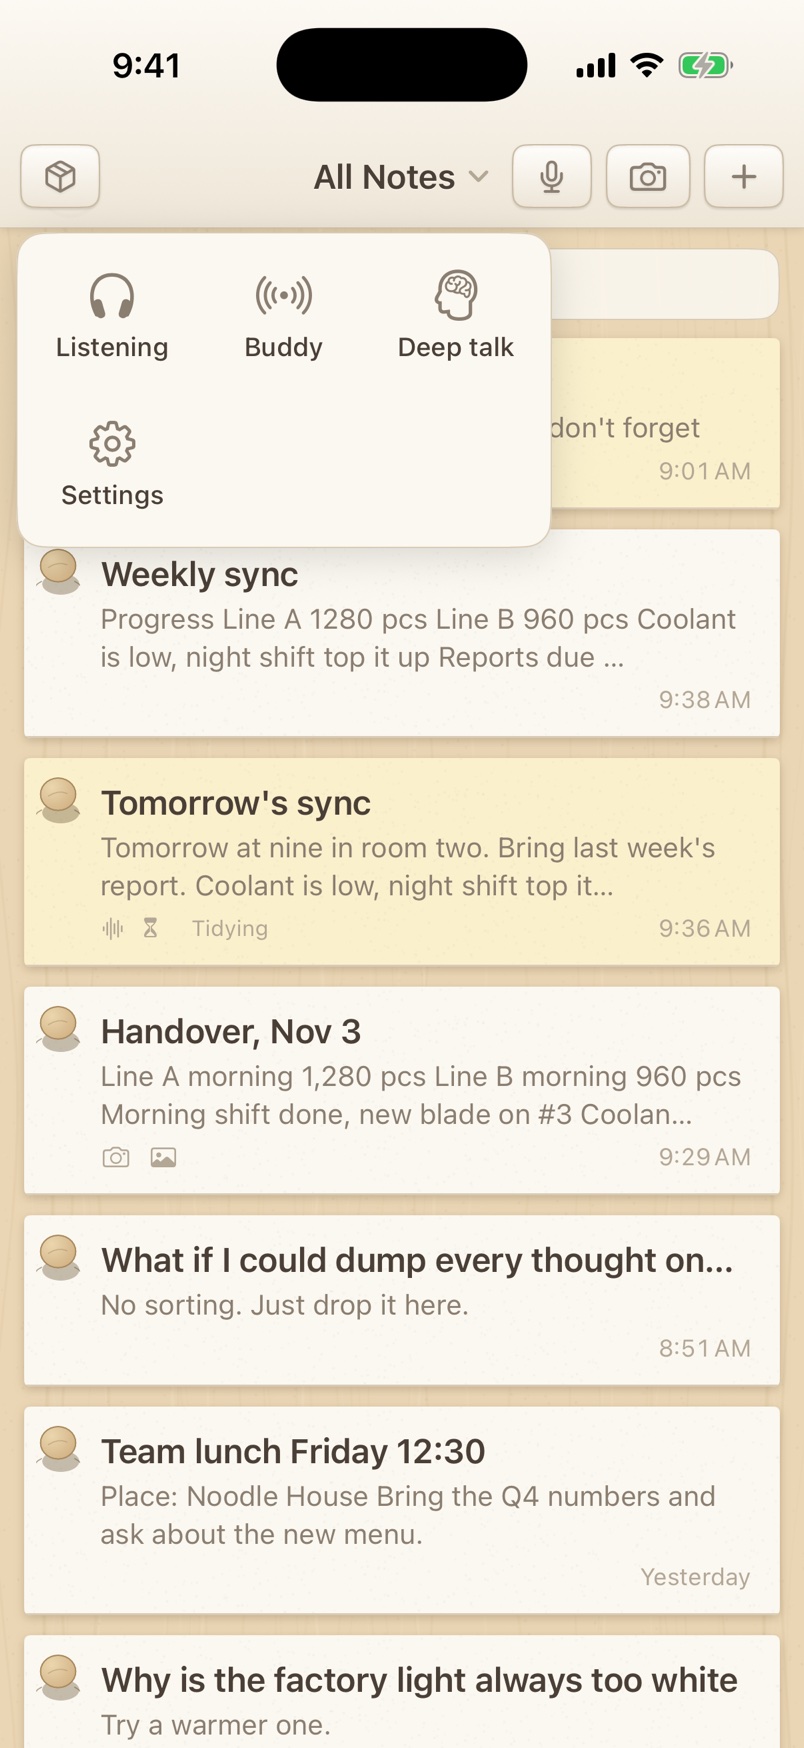 9:41
All Notes
Listening
Buddy
Deep talk
Settings
don't forget
9:01 AM
Weekly sync
Progress Line A 1280 pcs Line B 960 pcs Coolant
is low, night shift top it up Reports due ...
9:38 AM
Tomorrow's sync
Tomorrow at nine in room two. Bring last week's
report. Coolant is low, night shift top it...
Tidying
9:36 AM
Handover, Nov 3
Line A morning 1,280 pcs Line B morning 960 pcs
Morning shift done, new blade on #3 Coolan...
9:29 AM
What if I could dump every thought on...
No sorting. Just drop it here.
8:51 AM
Team lunch Friday 12:30
Place: Noodle House Bring the Q4 numbers and
ask about the new menu.
Yesterday
Why is the factory light always too white
Try a warmer one.